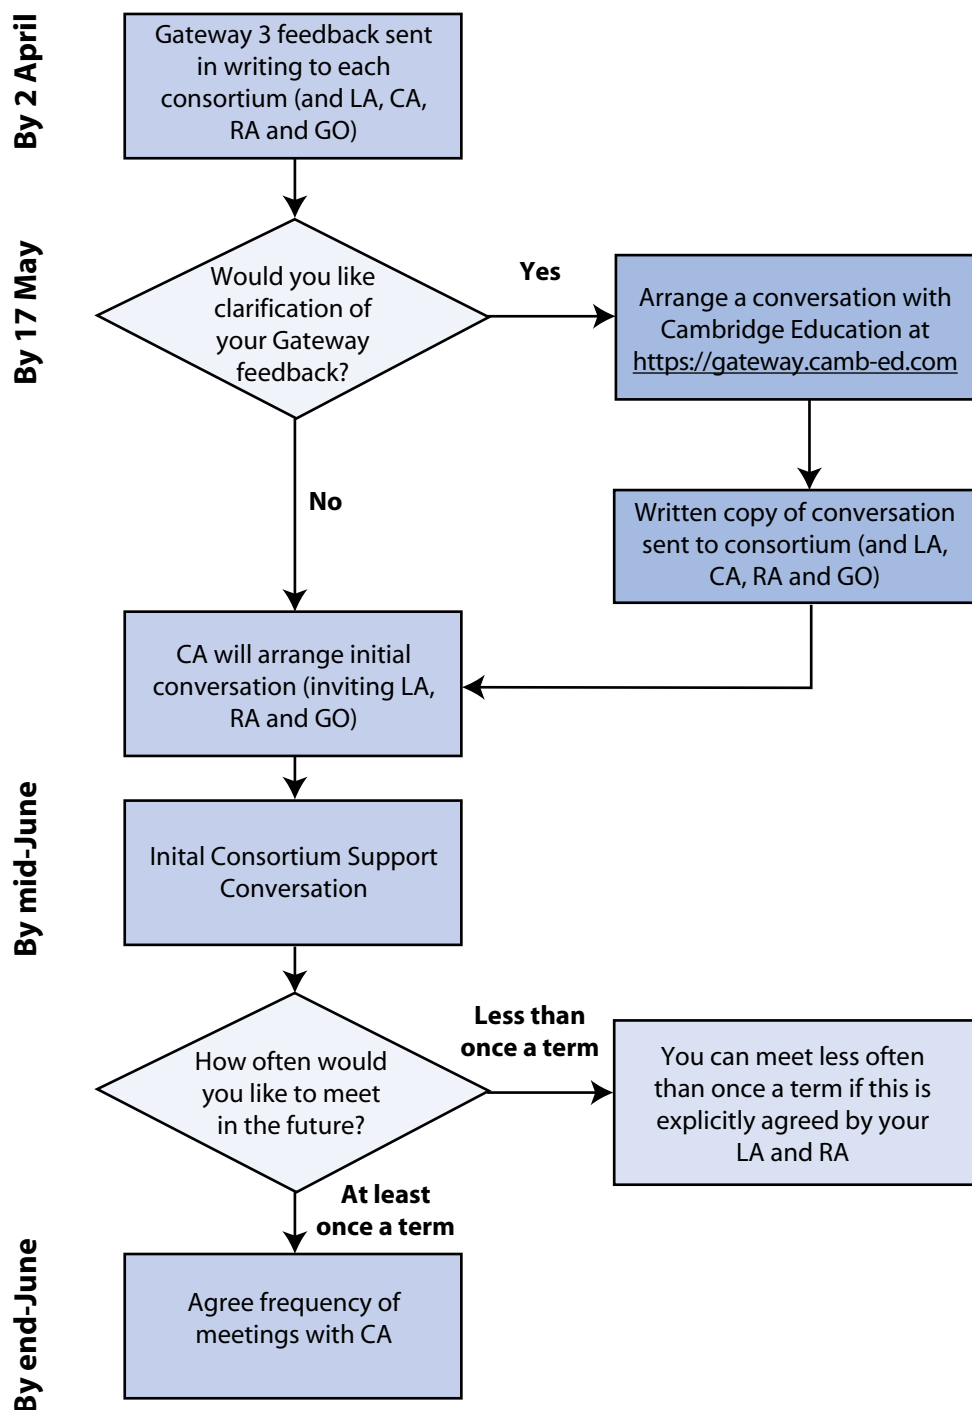 By 2 April
Gateway 3 feedback sent
in writing to each
consortium (and LA, CA,
RA and GO)
By 17 May
Would you like
clarification of
your Gateway
feedback?
Yes
Arrange a conversation with
Cambridge Education at
https://gateway.camb-ed.com
No
Written copy of conversation
sent to consortium (and LA,
CA, RA and GO)
CA will arrange initial
conversation (inviting LA,
RA and GO)
By mid-June
Inital Consortium Support
Conversation
How often would
you like to meet
in the future?
Less than
once a term
You can meet less often
than once a term if this is
explicitly agreed by your
LA and RA
At least
once a term
By end-June
Agree frequency of
meetings with CA